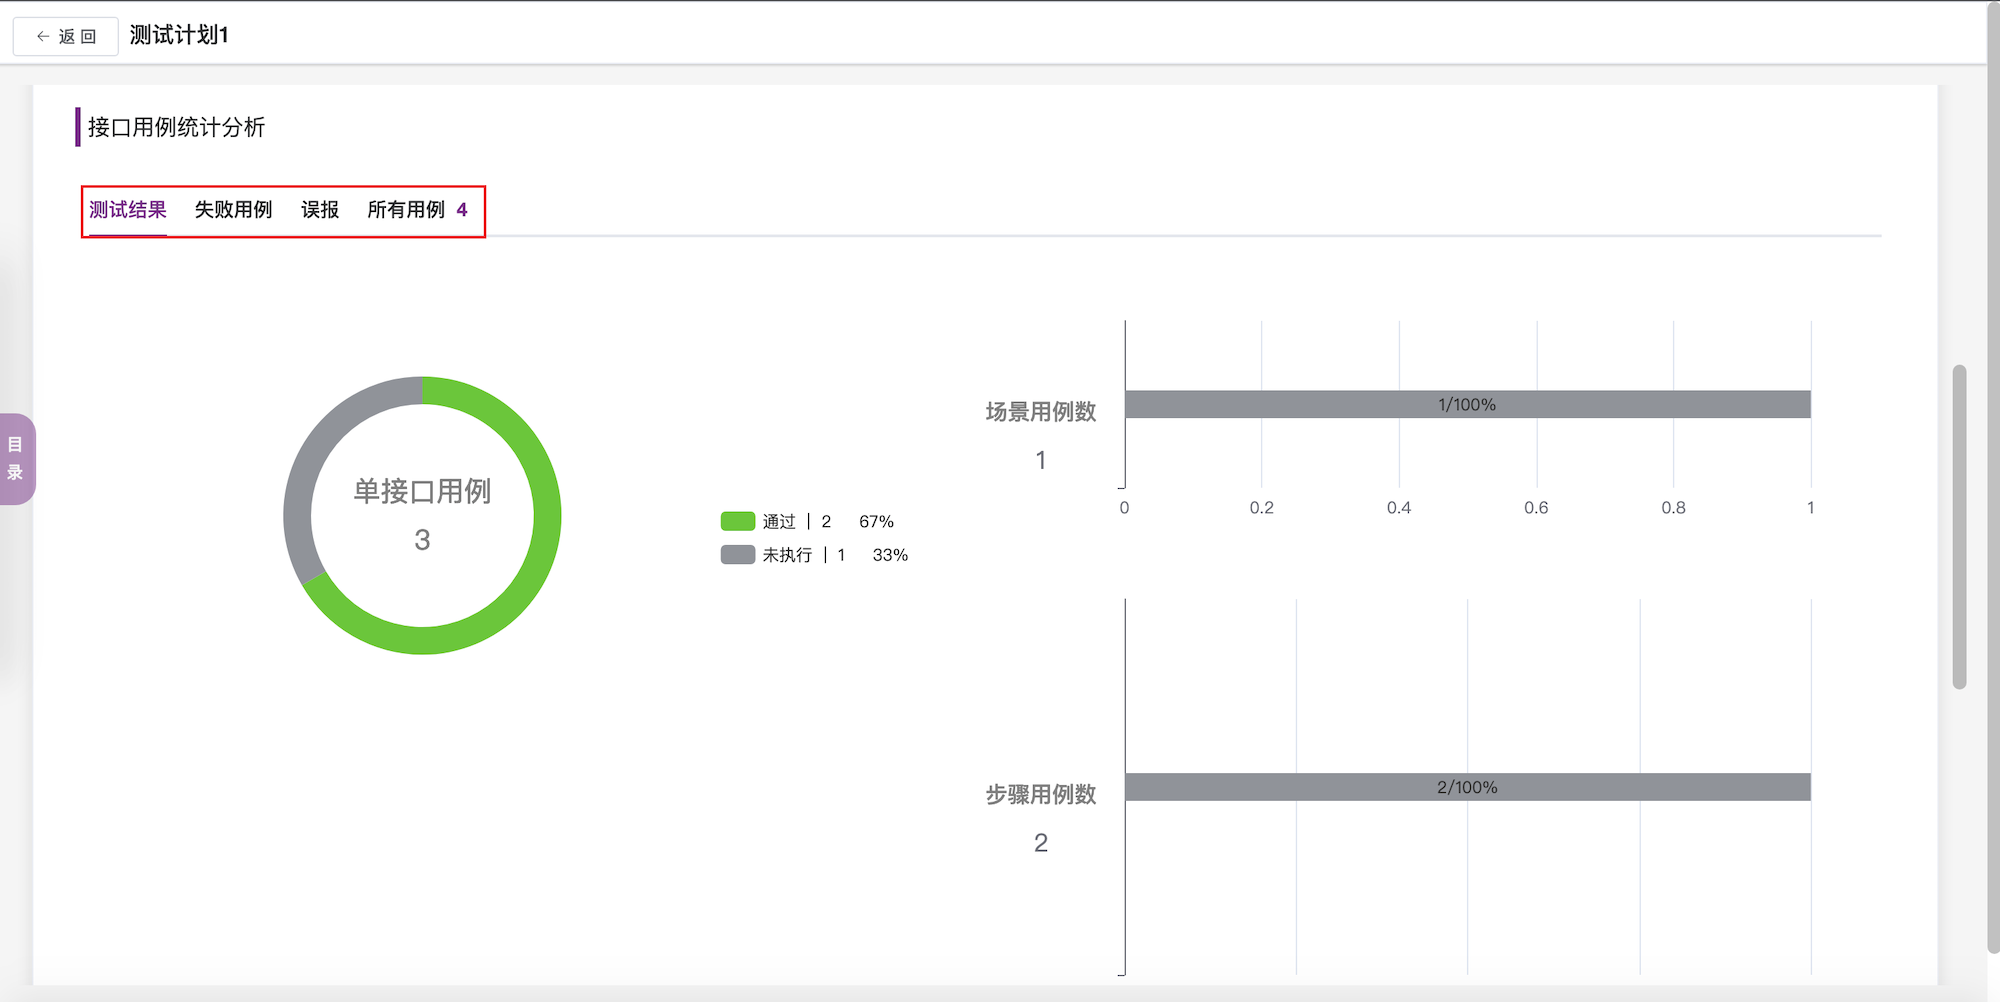 ← 返 回 测试计划1
接口用例统计分析
测试结果 失败用例 误报 所有用例 4
目
录
单接口用例
3
通过 | 2 67%
未执行 | 1 33%
场景用例数
1
1/100%
0 0.2 0.4 0.6 0.8 1
步骤用例数
2
2/100%